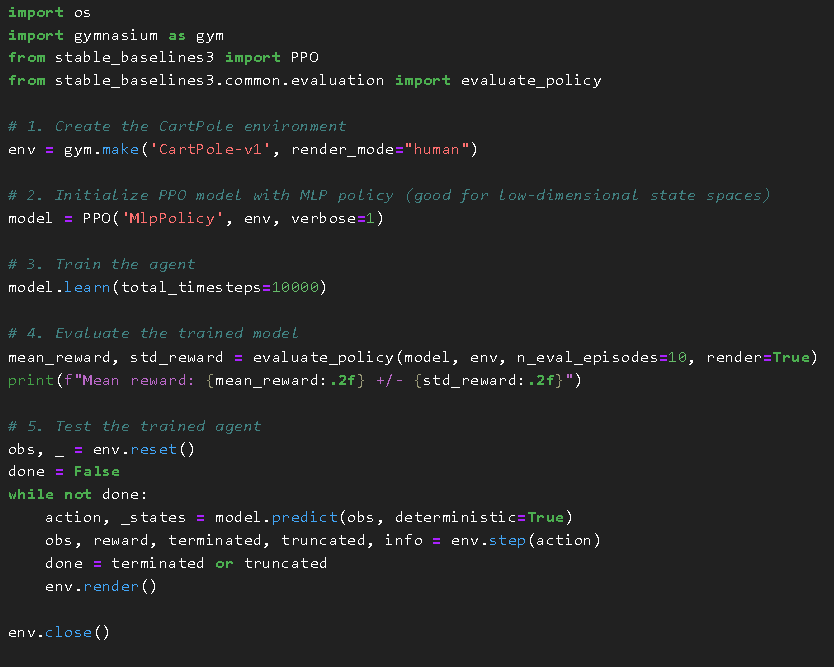 import os
import gymnasium as gym
from stable_baselines3 import PPO
from stable_baselines3.common.evaluation import evaluate_policy

# 1. Create the CartPole environment
env = gym.make('CartPole-v1', render_mode="human")

# 2. Initialize PPO model with MLP policy (good for low-dimensional state spaces)
model = PPO('MlpPolicy', env, verbose=1)

# 3. Train the agent
model.learn(total_timesteps=10000)

# 4. Evaluate the trained model
mean_reward, std_reward = evaluate_policy(model, env, n_eval_episodes=10, render=True)
print(f"Mean reward: {mean_reward:.2f} +/- {std_reward:.2f}")

# 5. Test the trained agent
obs, _ = env.reset()
done = False
while not done:
    action, _states = model.predict(obs, deterministic=True)
    obs, reward, terminated, truncated, info = env.step(action)
    done = terminated or truncated
    env.render()

env.close()